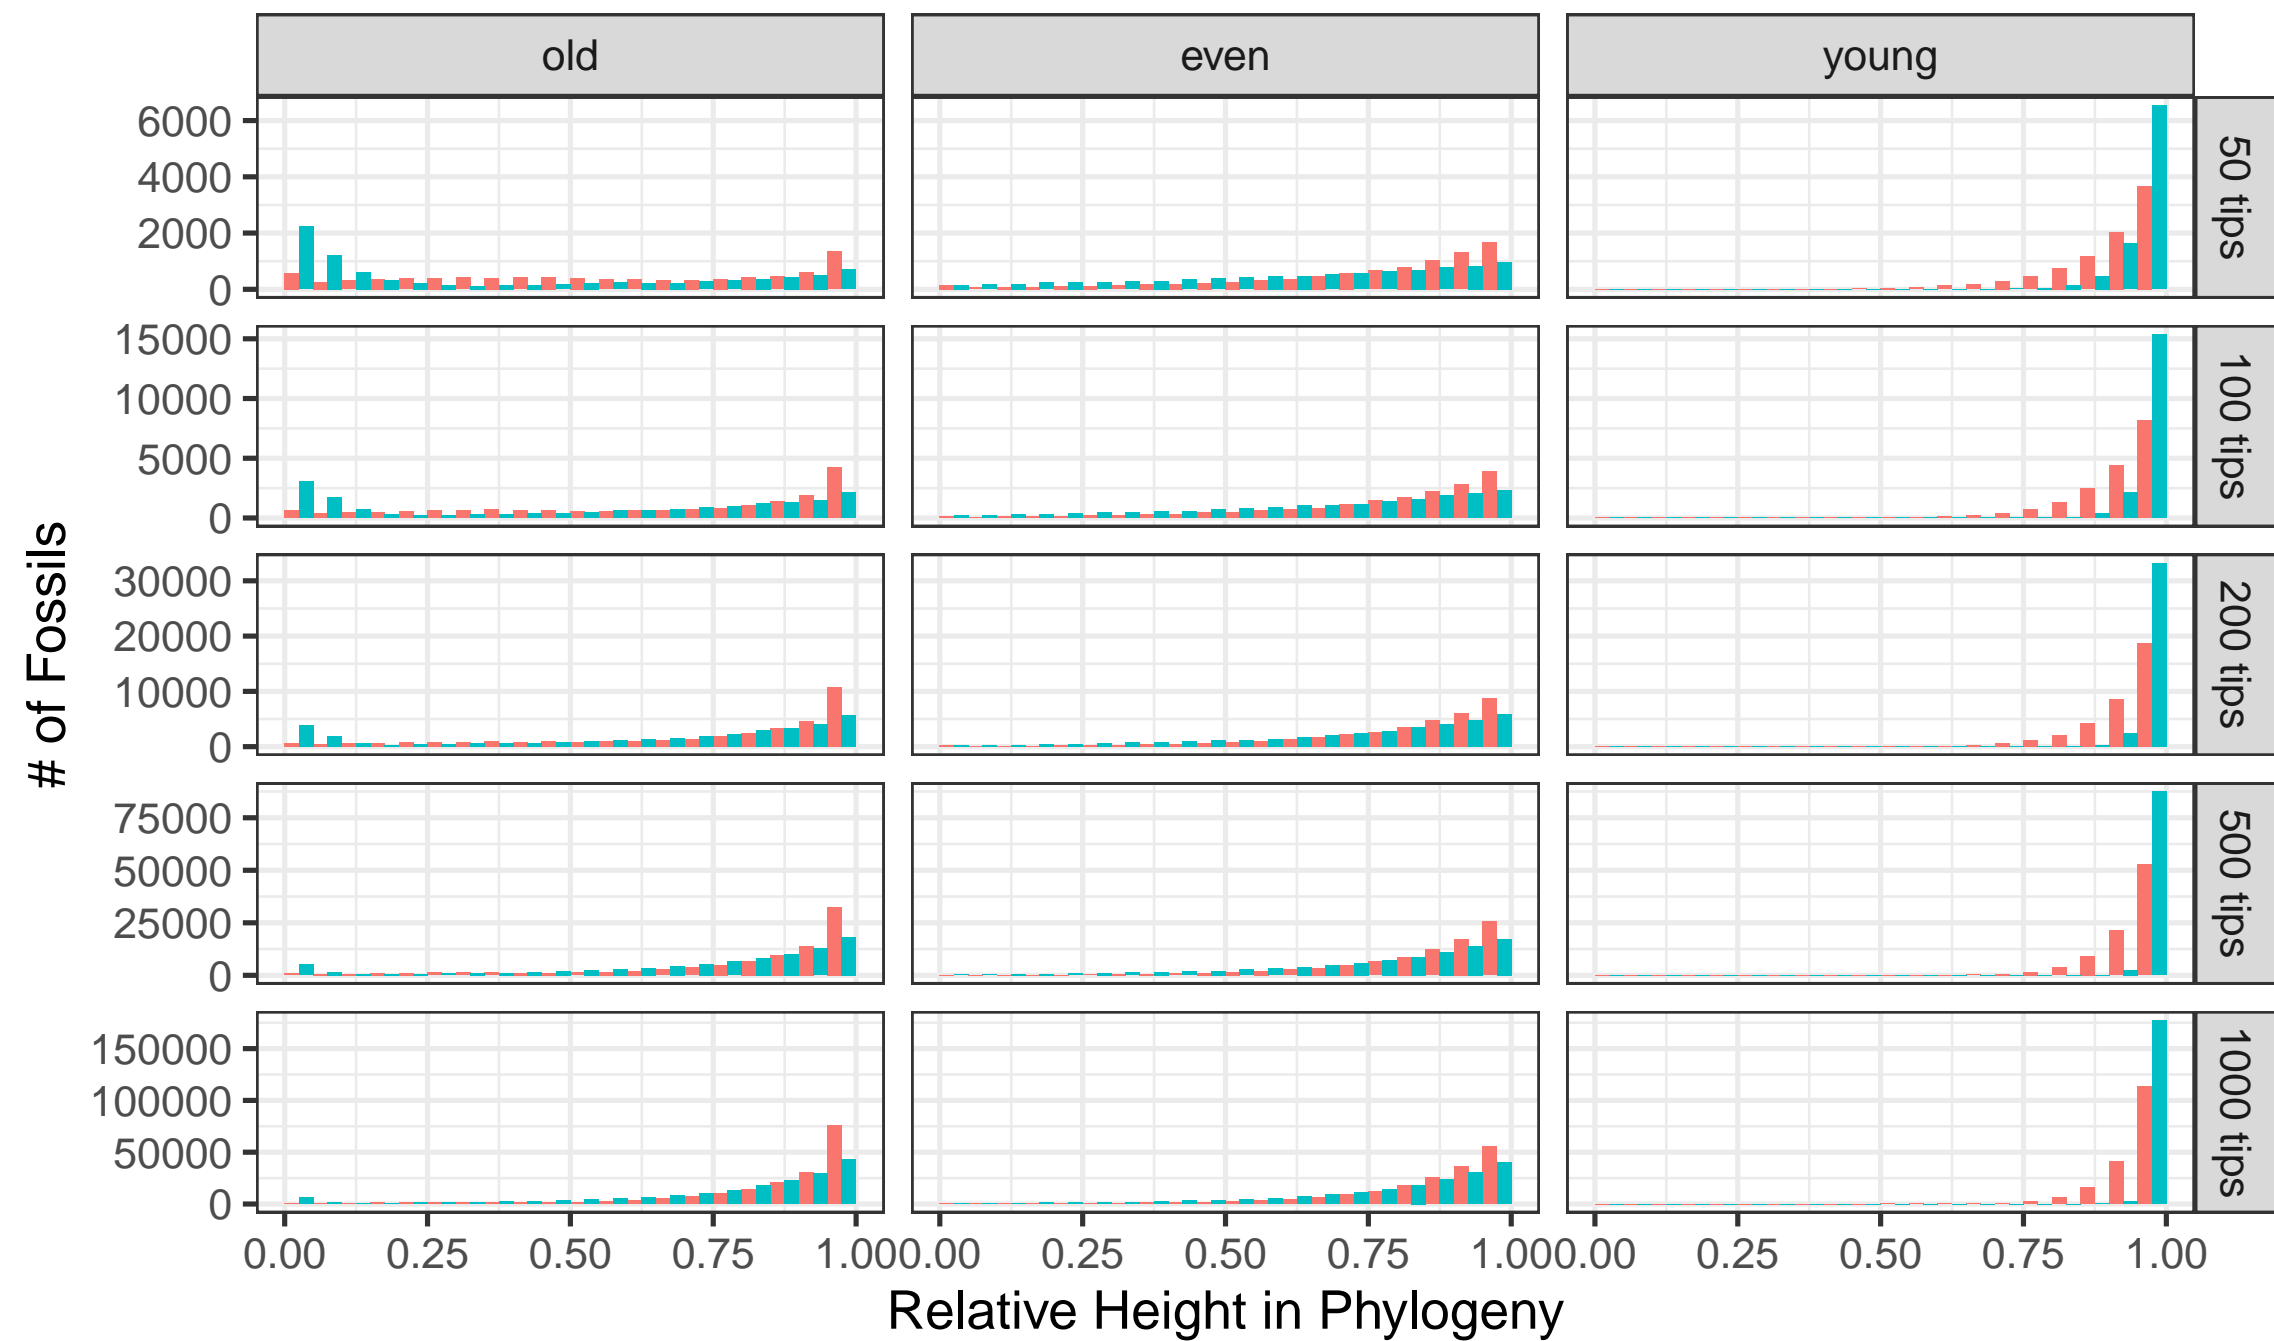 old
even
young
6000
4000
2000
0
50 tips
15000
10000
5000
0
100 tips
30000
20000
10000
0
200 tips
75000
50000
25000
0
500 tips
150000
100000
50000
0
1000 tips
0.00 0.25 0.50 0.75 1.00 0.00 0.25 0.50 0.75 1.00 0.00 0.25 0.50 0.75 1.00
Relative Height in Phylogeny
# of Fossils